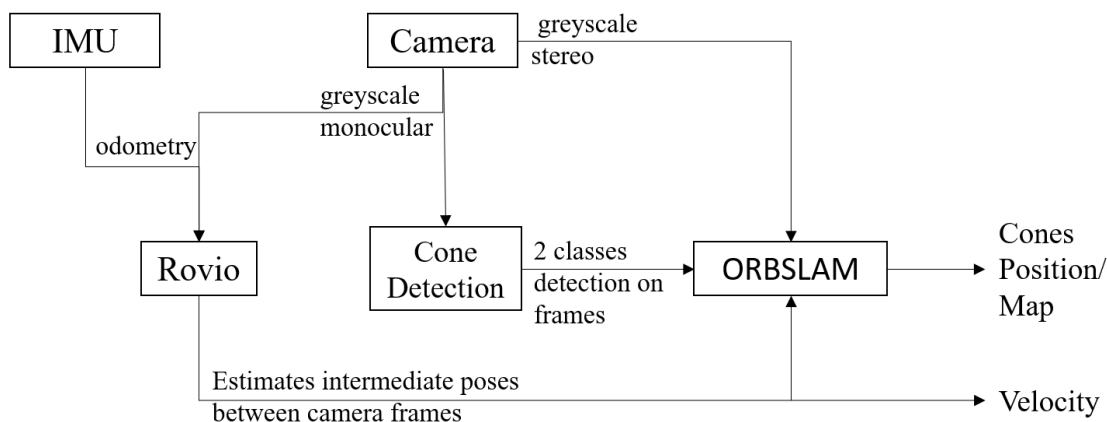 IMU
Camera
greyscale
stereo
greyscale
monocular
odometry
Rovio
Cone
Detection
2 classes
detection on
frames
ORBSLAM
Cones
Position/
Map
Estimates intermediate poses
between camera frames
Velocity